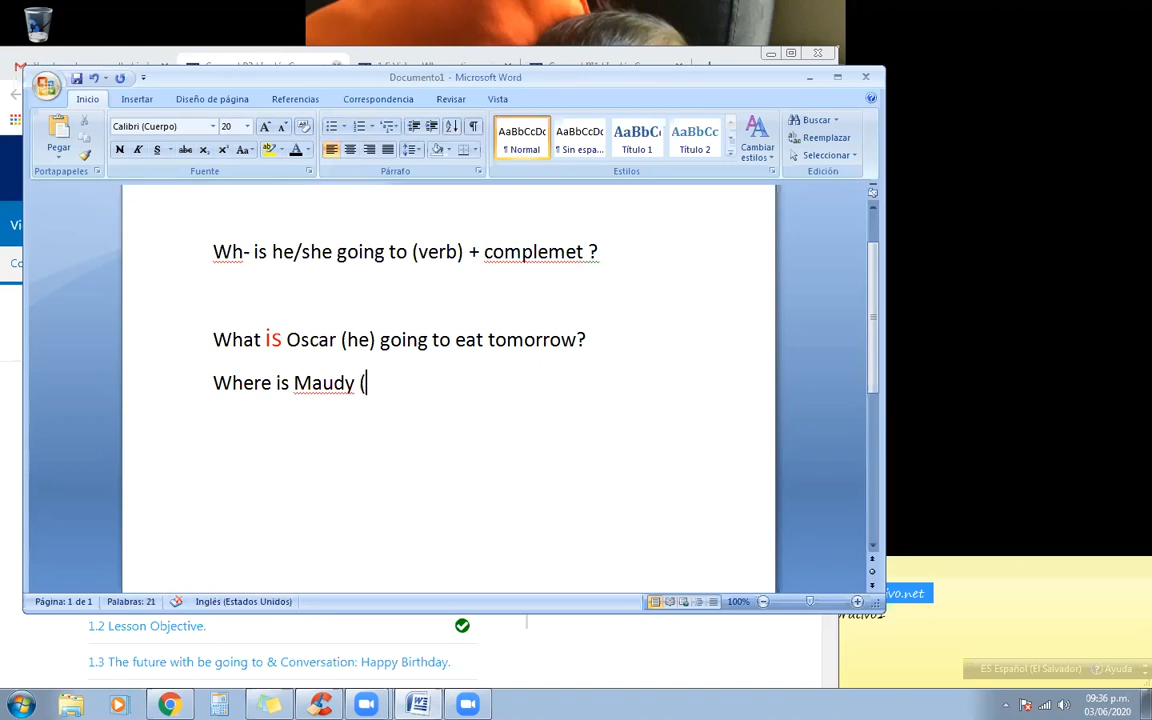 Documento1 - Microsoft Word
Inicio Insertar Diseño de página Referencias Correspondencia Revisar Vista
Calibri (Cuerpo) 20
AaBbCcDc AaBbCcDc AaBbC AaBbCc
Buscar
Reemplazar
Pegar
¶ Normal ¶ Sin espa... Título 1 Título 2
Cambiar estilos
Seleccionar
Portapapeles Fuente Párrafo Estilos Edición
Wh- is he/she going to (verb) + complemet ?
What is Oscar (he) going to eat tomorrow?
Where is Maudy (
Página: 1 de 1 Palabras: 21 Inglés (Estados Unidos) 100%
1.2 Lesson Objective.
1.3 The future with be going to & Conversation: Happy Birthday.
ES Español (El Salvador) Ayuda
09:36 p.m.
03/06/2020